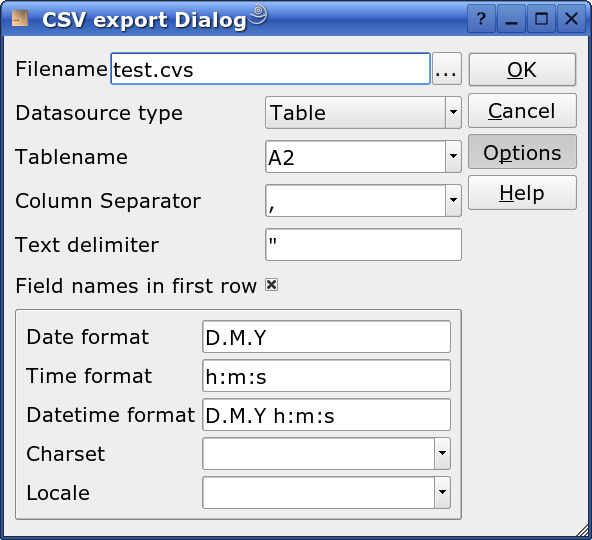 CSV export Dialog
Filename test.cvs ... OK
Datasource type Table Cancel
Tablename A2 Options
Column Separator , Help
Text delimiter "
Field names in first row
Date format D.M.Y
Time format h:m:s
Datetime format D.M.Y h:m:s
Charset
Locale